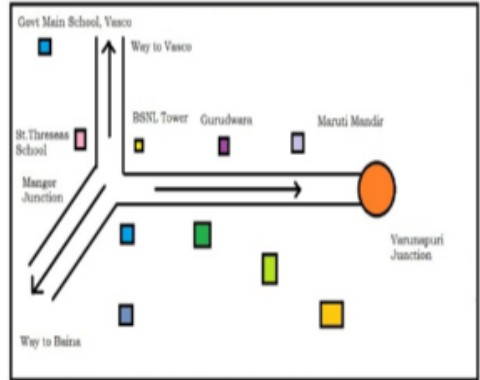 Govt Main School, Vasco
Way to Vasco
BSNL Tower
Gurudwara
Maruti Mandir
St.Threseas
School
Mangor
Junction
Varunapuri
Junction
Way to Baina